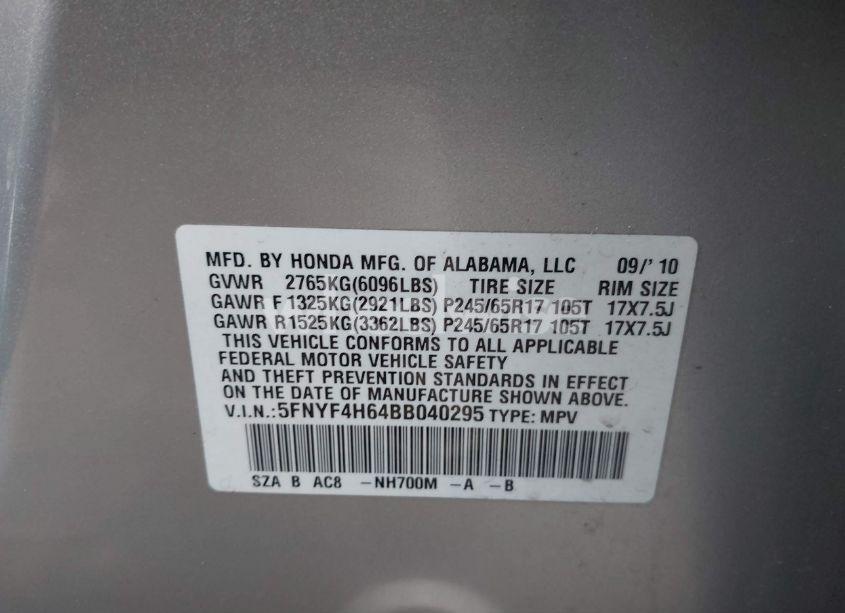 MFD. BY HONDA MFG. OF ALABAMA, LLC 09/'10
GVWR 2765KG(6096LBS) TIRE SIZE RIM SIZE
GAWR F 1325KG(2921LBS) P245/65R17 105T 17X7.5J
GAWR R 1525KG(3362LBS) P245/65R17 105T 17X7.5J
THIS VEHICLE CONFORMS TO ALL APPLICABLE
FEDERAL MOTOR VEHICLE SAFETY
AND THEFT PREVENTION STANDARDS IN EFFECT
ON THE DATE OF MANUFACTURE SHOWN ABOVE.
V.I.N.:5FNYF4H64BB040295 TYPE: MPV
SZA B AC8 -NH700M -A -B